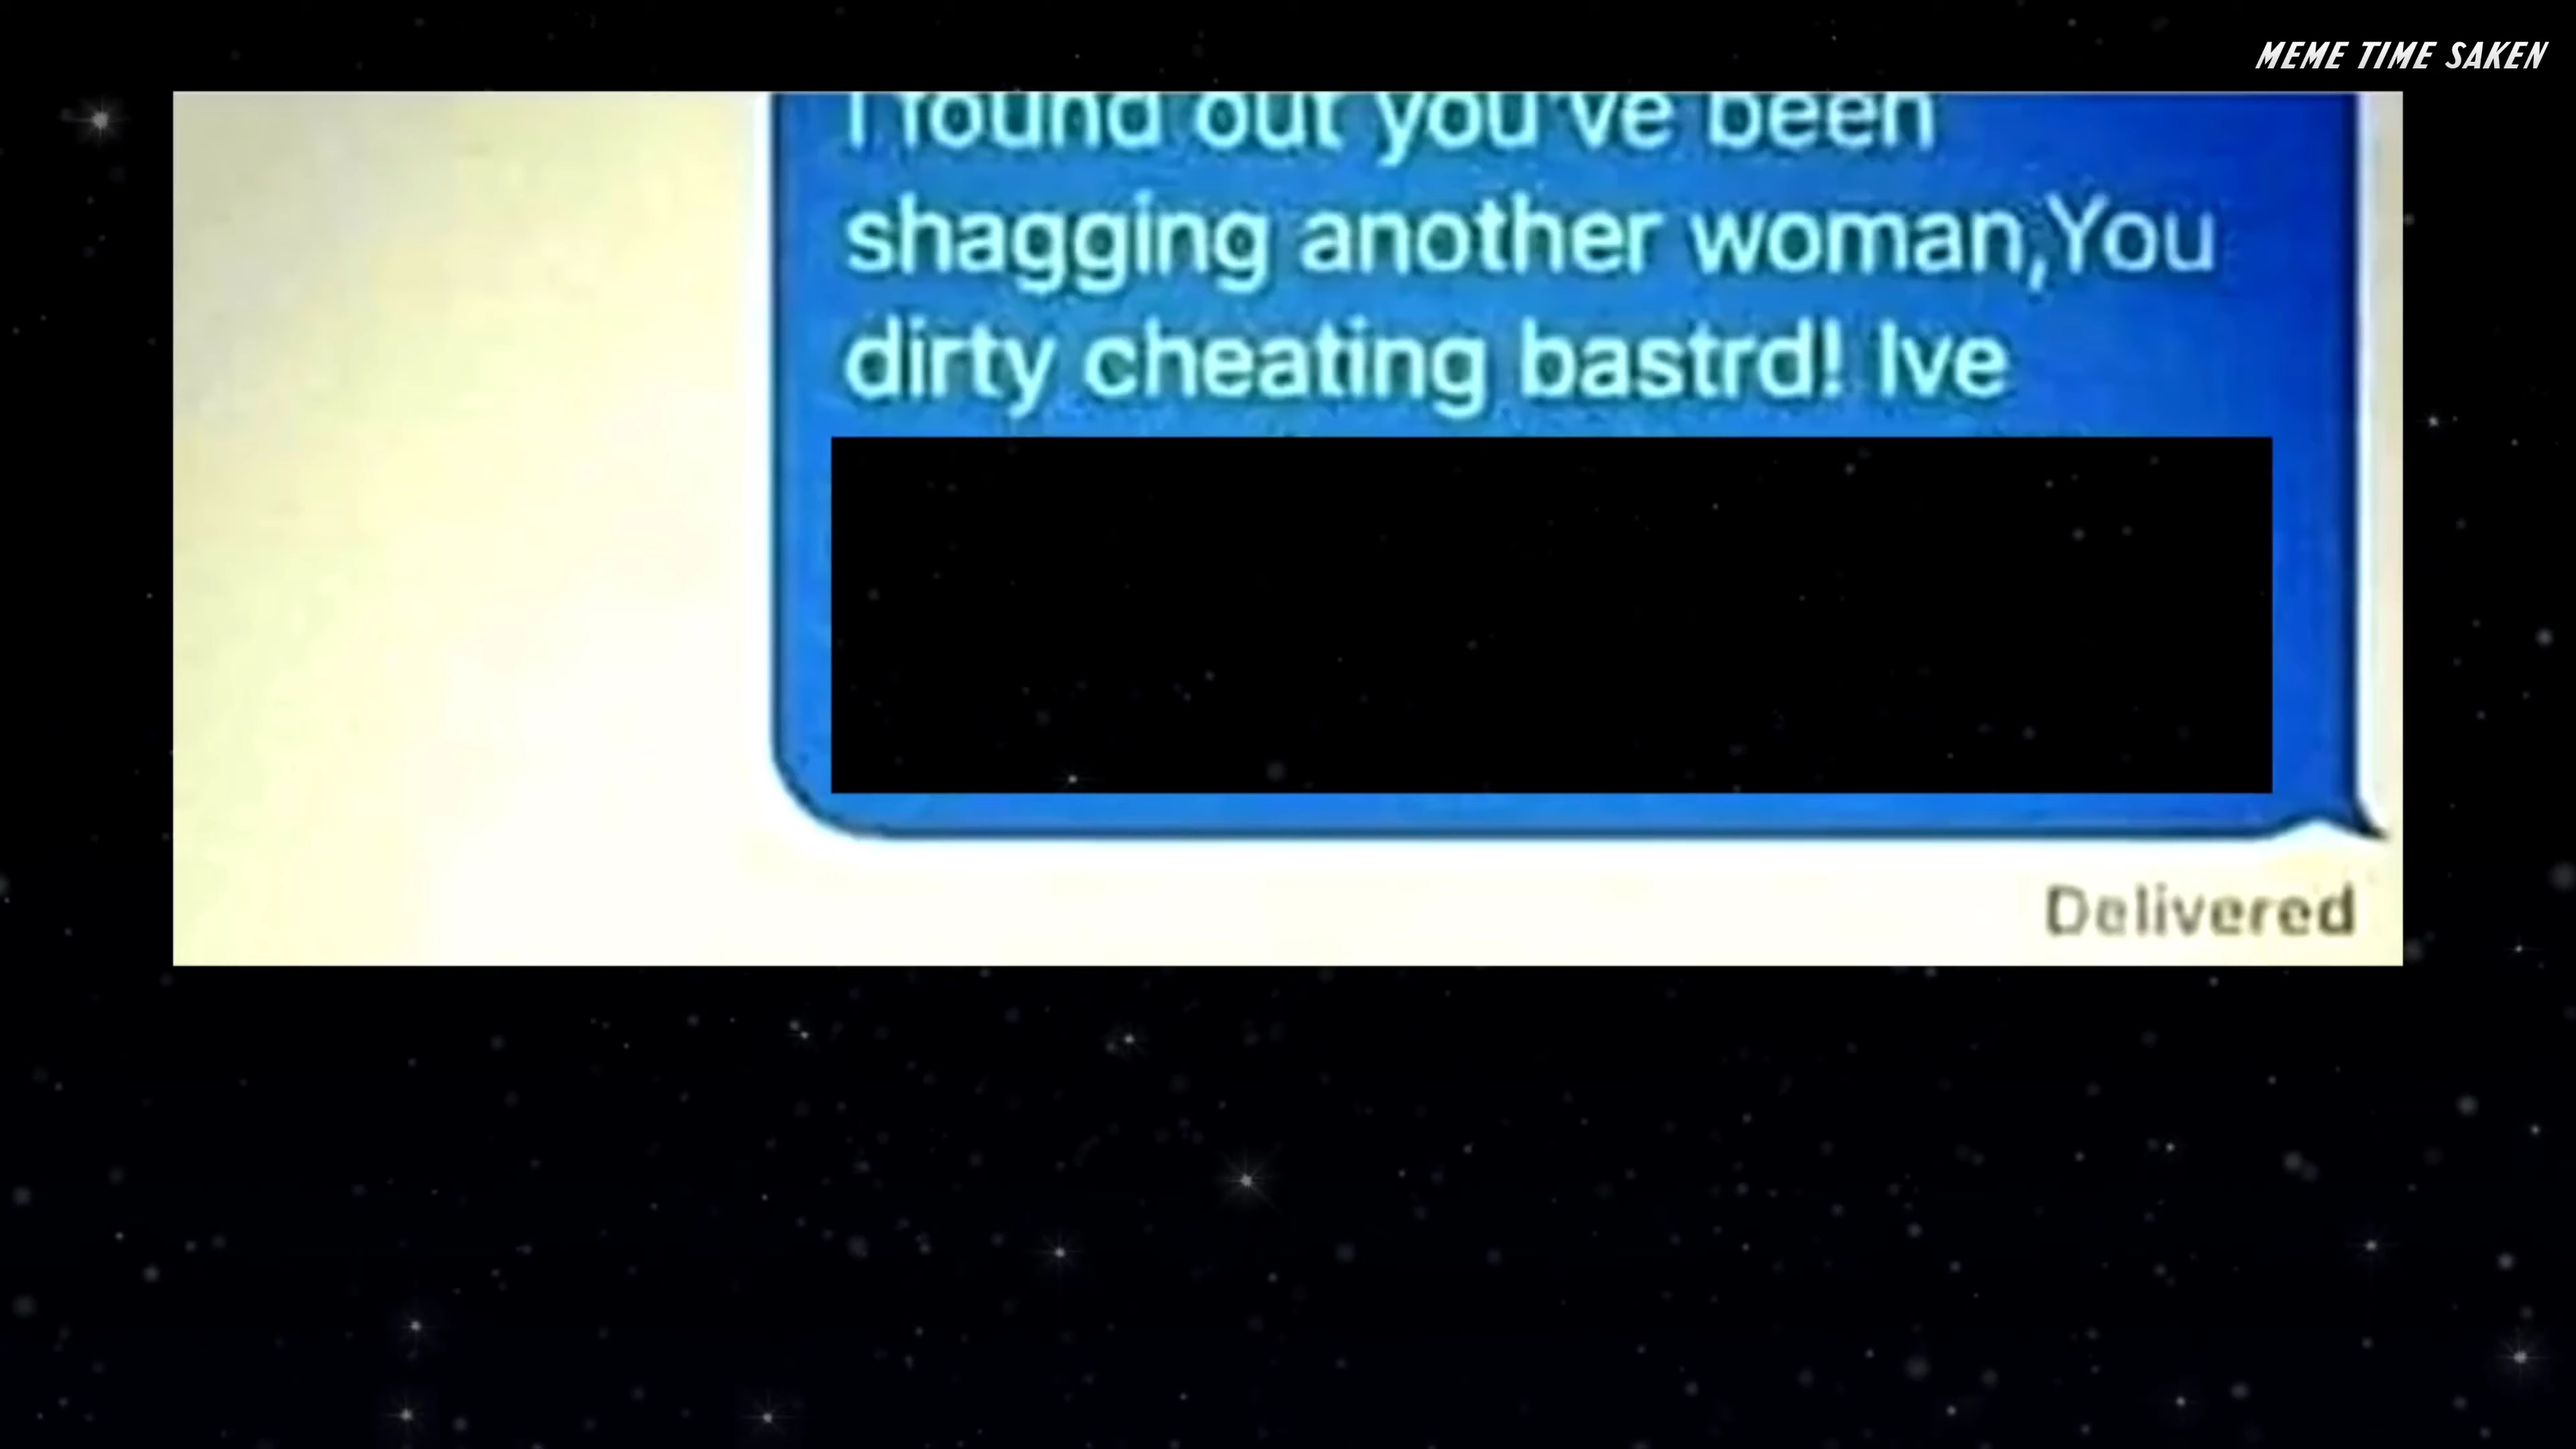 MEME TIME SAKEN
I found out you've been
shagging another woman,You
dirty cheating bastrd! Ive
Delivered